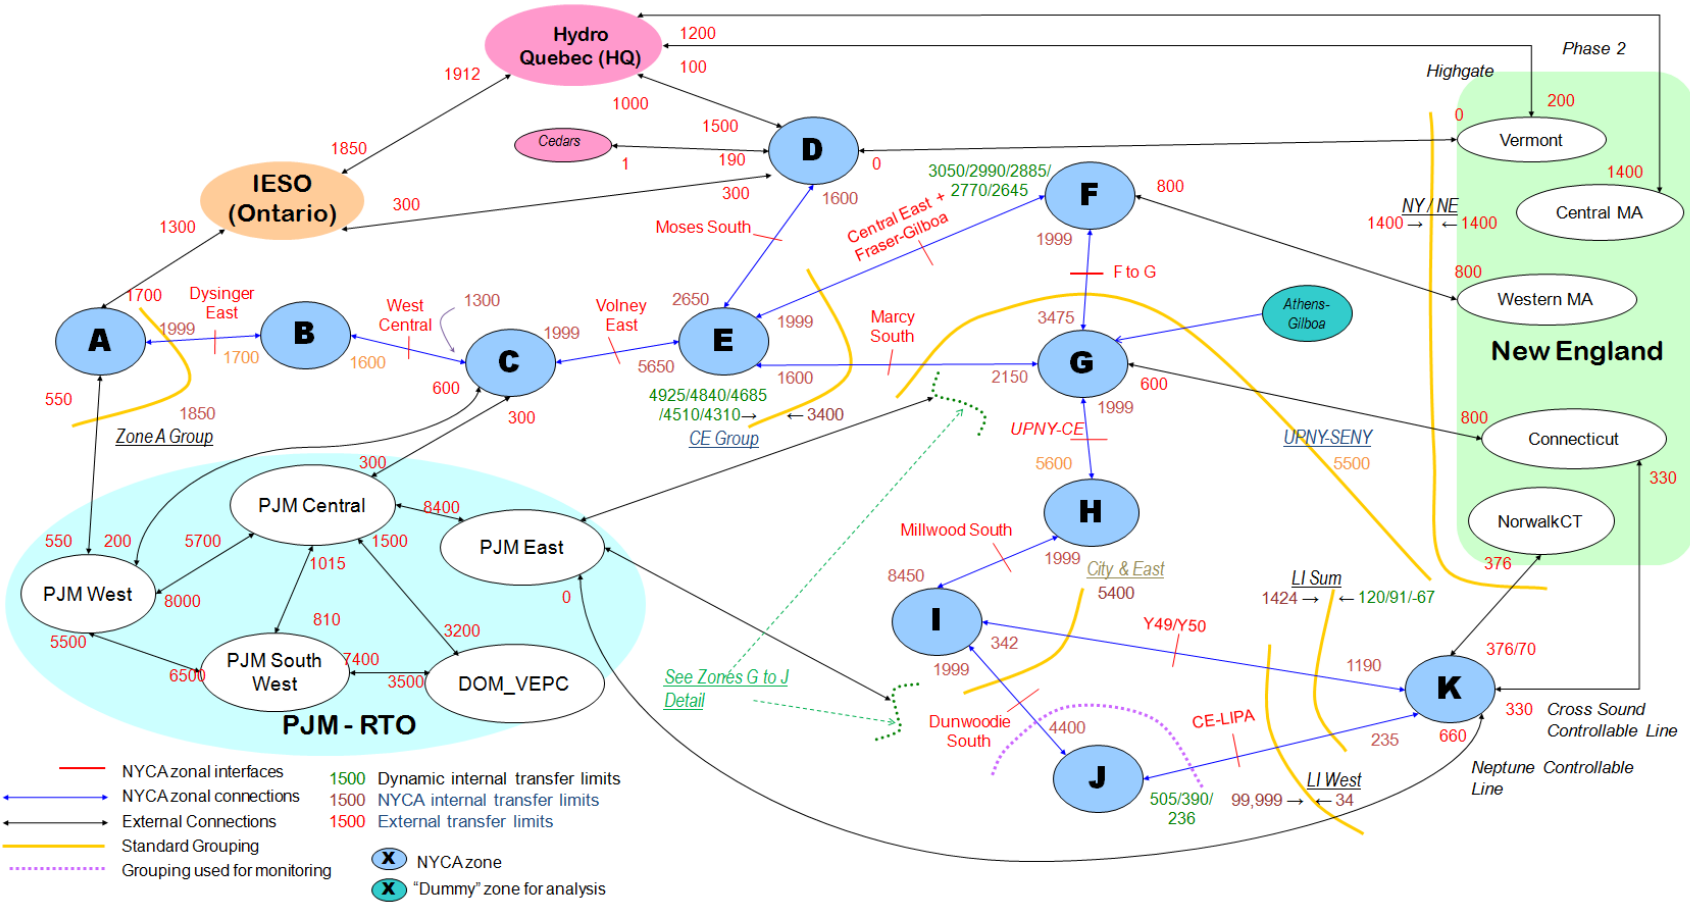 Hydro
Quebec (HQ)
1200
100
Phase 2
Highgate
1912
1000
1500
0
200
Vermont
Cedars
1
190
D
0
1850
IESO
(Ontario)
300
300
1300
1600
3050/2990/2885/
2770/2645
F
800
1400
Central MA
NY / NE
1400
1400
Moses South
Central East +
Fraser-Gilboa
1999
F to G
800
Western MA
Athens-
Gilboa
New England
1700
Dysinger
East
1999
A
1700
B
West
Central
1600
1300
C
1999
Volney
East
2650
E
1999
5650
1600
Marcy
South
3475
G
2150
600
1999
550
600
300
1850
Zone A Group
4925/4840/4685
/4510/4310
3400
CE Group
UPNY-CE
5600
UPNY-SENY
5500
800
Connecticut
330
300
PJM Central
8400
1500
5700
1015
PJM East
0
550
200
PJM West
8000
5500
6500
810
PJM South
West
7400
3500
3200
DOM_VEPC
PJM - RTO
H
Millwood South
1999
8450
City & East
5400
I
342
1999
Y49/Y50
NorwalkCT
376
LI Sum
1424
120/91/-67
See Zones G to J
Detail
Dunwoodie
South
4400
J
CE-LIPA
505/390/
236
1190
376/70
K
330
660
235
Cross Sound
Controllable Line
Neptune Controllable
Line
LI West
99,999
34
NYCA zonal interfaces
NYCA zonal connections
External Connections
Standard Grouping
Grouping used for monitoring
1500 Dynamic internal transfer limits
1500 NYCA internal transfer limits
1500 External transfer limits
X NYCA zone
X "Dummy" zone for analysis